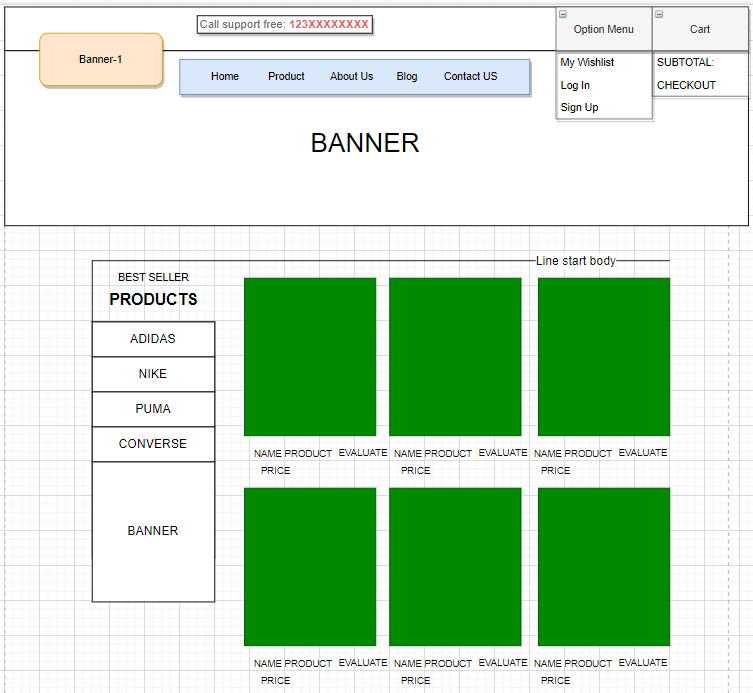 Call support free: 123XXXXXXXX
Option Menu
Cart
Banner-1
Home Product About Us Blog Contact US
My Wishlist
Log In
Sign Up
SUBTOTAL:
CHECKOUT
BANNER
Line start body
BEST SELLER
PRODUCTS
ADIDAS
NIKE
PUMA
CONVERSE
BANNER
NAME PRODUCT EVALUATE NAME PRODUCT EVALUATE NAME PRODUCT EVALUATE
PRICE PRICE PRICE
NAME PRODUCT EVALUATE NAME PRODUCT EVALUATE NAME PRODUCT EVALUATE
PRICE PRICE PRICE